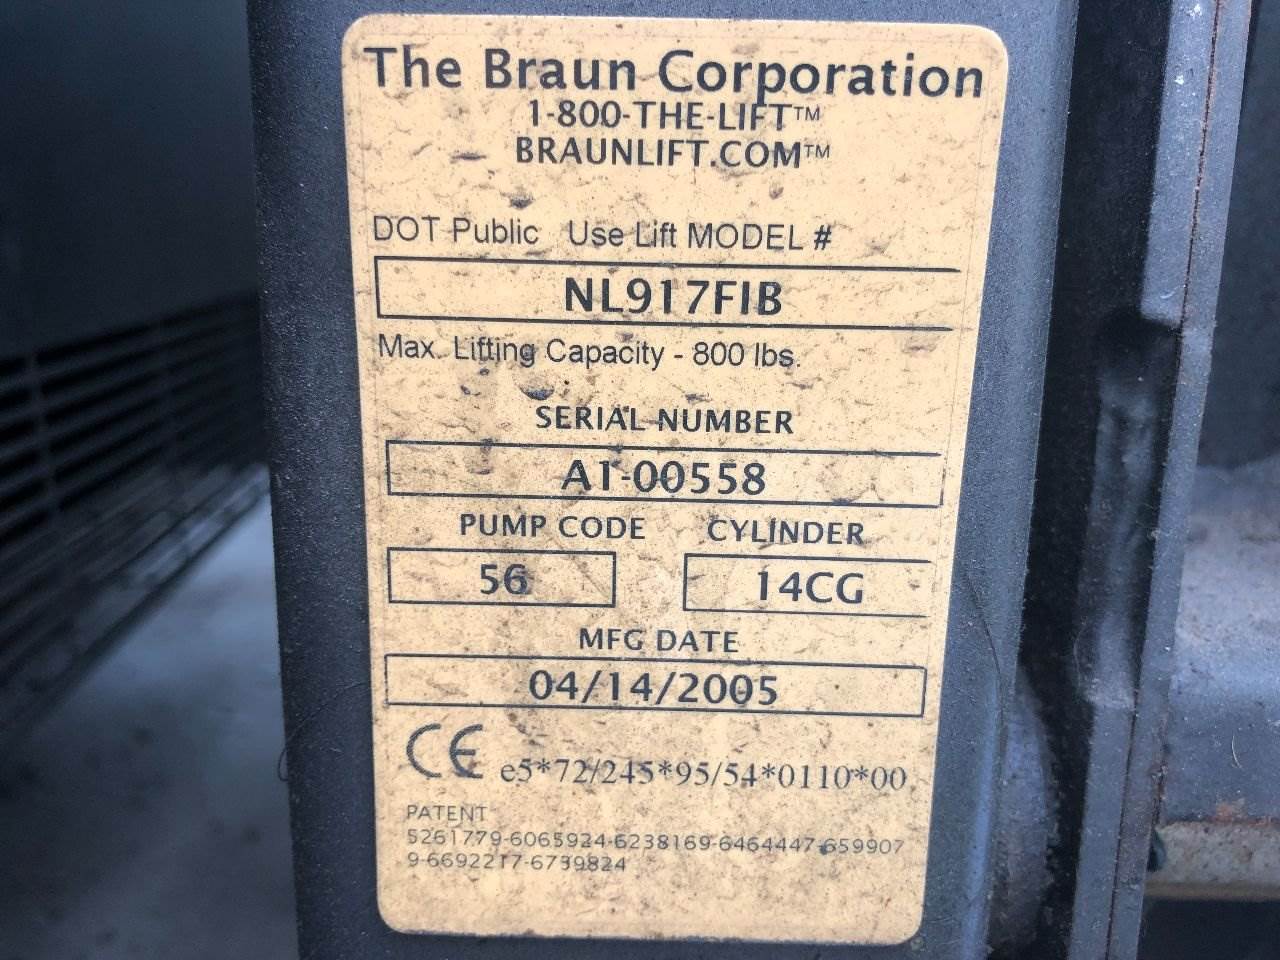 The Braun Corporation
1-800-THE-LIFT™
BRAUNLIFT.COM™
DOT Public Use Lift MODEL #
NL917FIB
Max. Lifting Capacity - 800 lbs.
SERIAL NUMBER
A1-00558
PUMP CODE CYLINDER
56 14CG
MFG DATE
04/14/2005
CE e5*72/245*95/54*0110*00
PATENT
5261779-6065924-6238169-6464447-659907
9-6692217-6739824